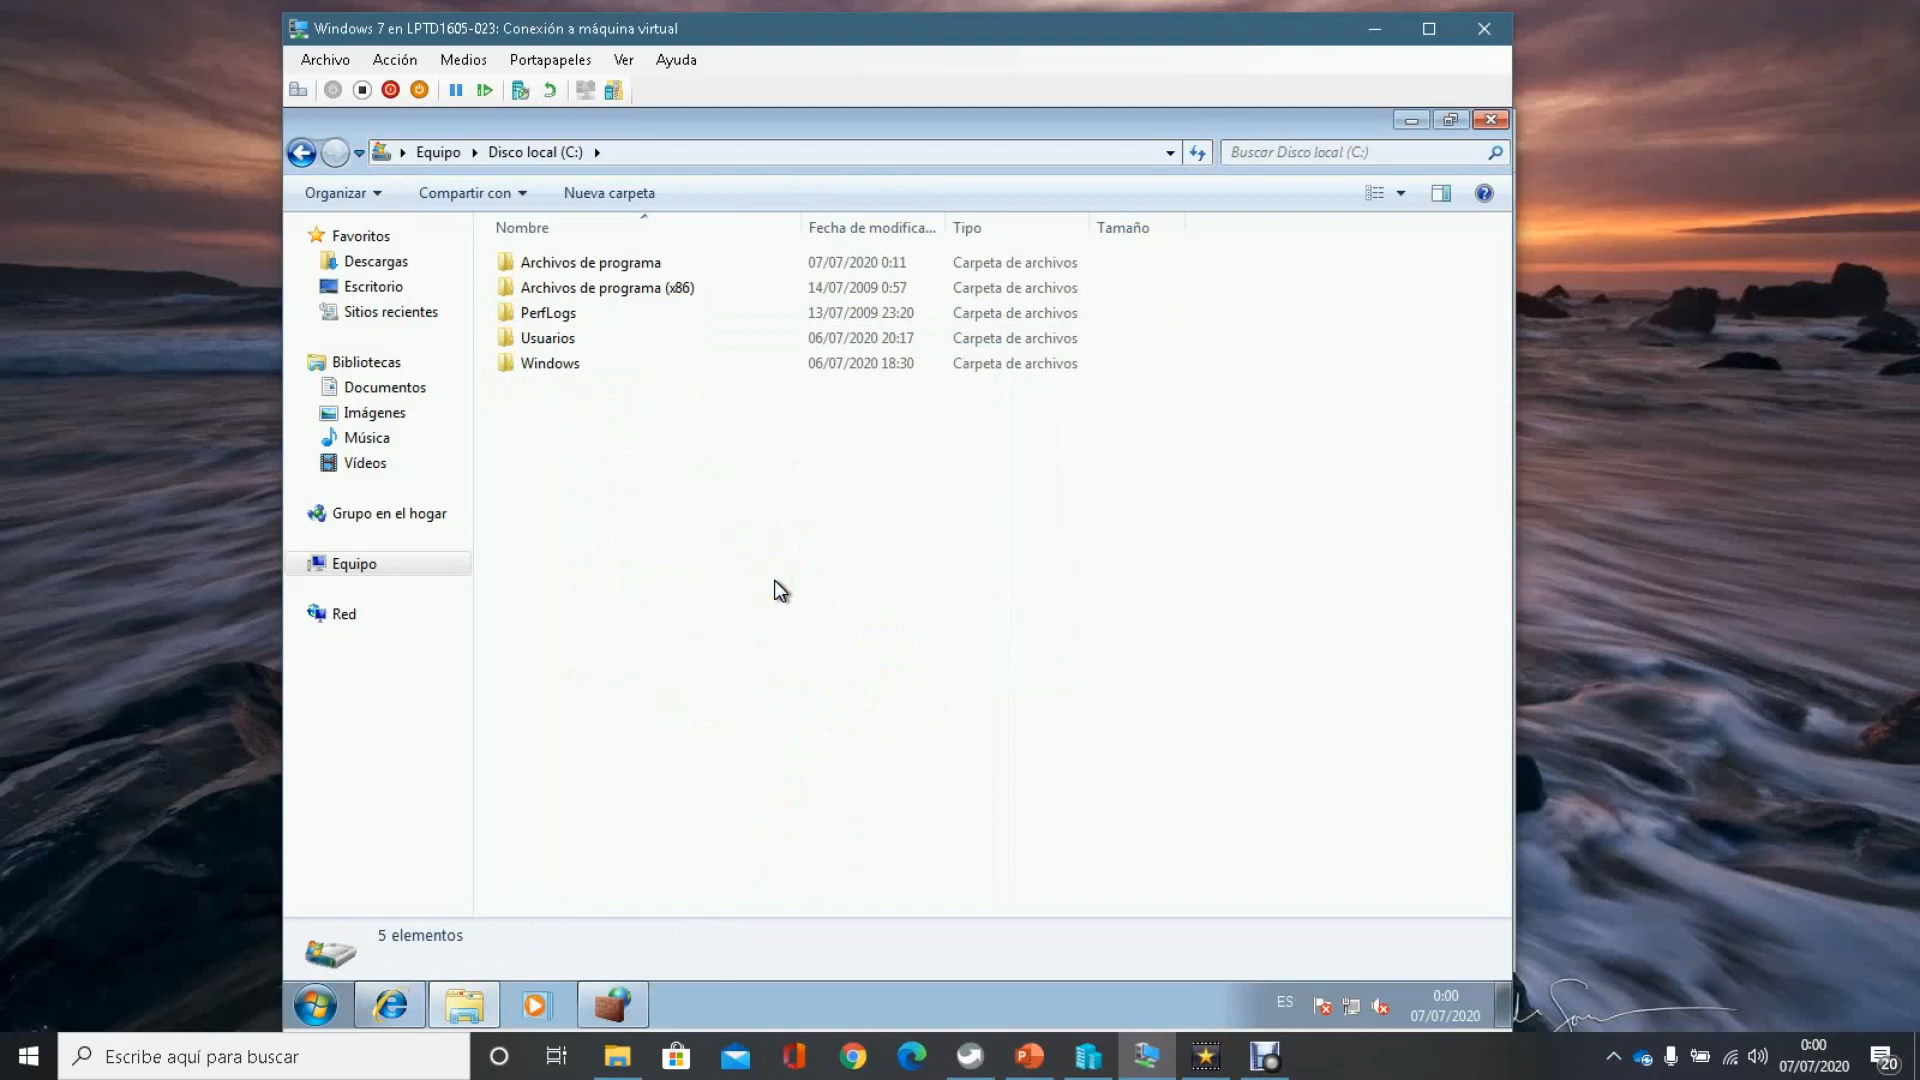 Windows 7 en LPTD1605-023: Conexión a máquina virtual
Archivo Acción Medios Portapapeles Ver Ayuda
Equipo Disco local (C:)
Buscar Disco local (C:)
Organizar Compartir con Nueva carpeta
Nombre Fecha de modifica... Tipo Tamaño
Archivos de programa 07/07/2020 0:11 Carpeta de archivos
Archivos de programa (x86) 14/07/2009 0:57 Carpeta de archivos
PerfLogs 13/07/2009 23:20 Carpeta de archivos
Usuarios 06/07/2020 20:17 Carpeta de archivos
Windows 06/07/2020 18:30 Carpeta de archivos
Favoritos
Descargas
Escritorio
Sitios recientes
Bibliotecas
Documentos
Imágenes
Música
Vídeos
Grupo en el hogar
Equipo
Red
5 elementos
ES
0:00
07/07/2020
Escribe aquí para buscar
0:00
07/07/2020
20